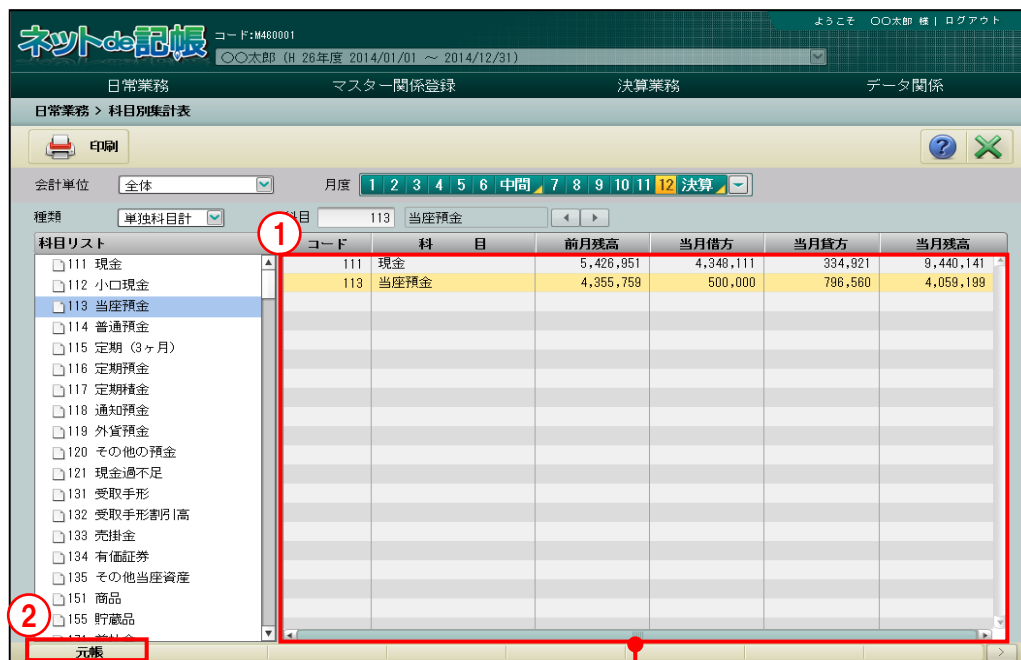 ようこそ 〇〇太郎 様 | ログアウト
ネットde記帳 コード:M460001
〇〇太郎 (H 26年度 2014/01/01 ～ 2014/12/31)
日常業務 マスター関係登録 決算業務 データ関係
日常業務 > 科目別集計表
印刷
会計単位 全体 月度 1 2 3 4 5 6 中間 7 8 9 10 11 12 決算
種類 単独科目計 科目 113 当座預金
①
科目リスト コード 科 目 前月残高 当月借方 当月貸方 当月残高
111 現金 111 現金 5,426,951 4,348,111 334,921 9,440,141
112 小口現金 113 当座預金 4,355,759 500,000 796,560 4,059,199
113 当座預金
114 普通預金
115 定期（3ヶ月）
116 定期預金
117 定期積金
118 通知預金
119 外貨預金
120 その他の預金
121 現金過不足
131 受取手形
132 受取手形割引高
133 売掛金
134 有価証券
135 その他当座資産
151 商品
155 貯蔵品
②
元帳